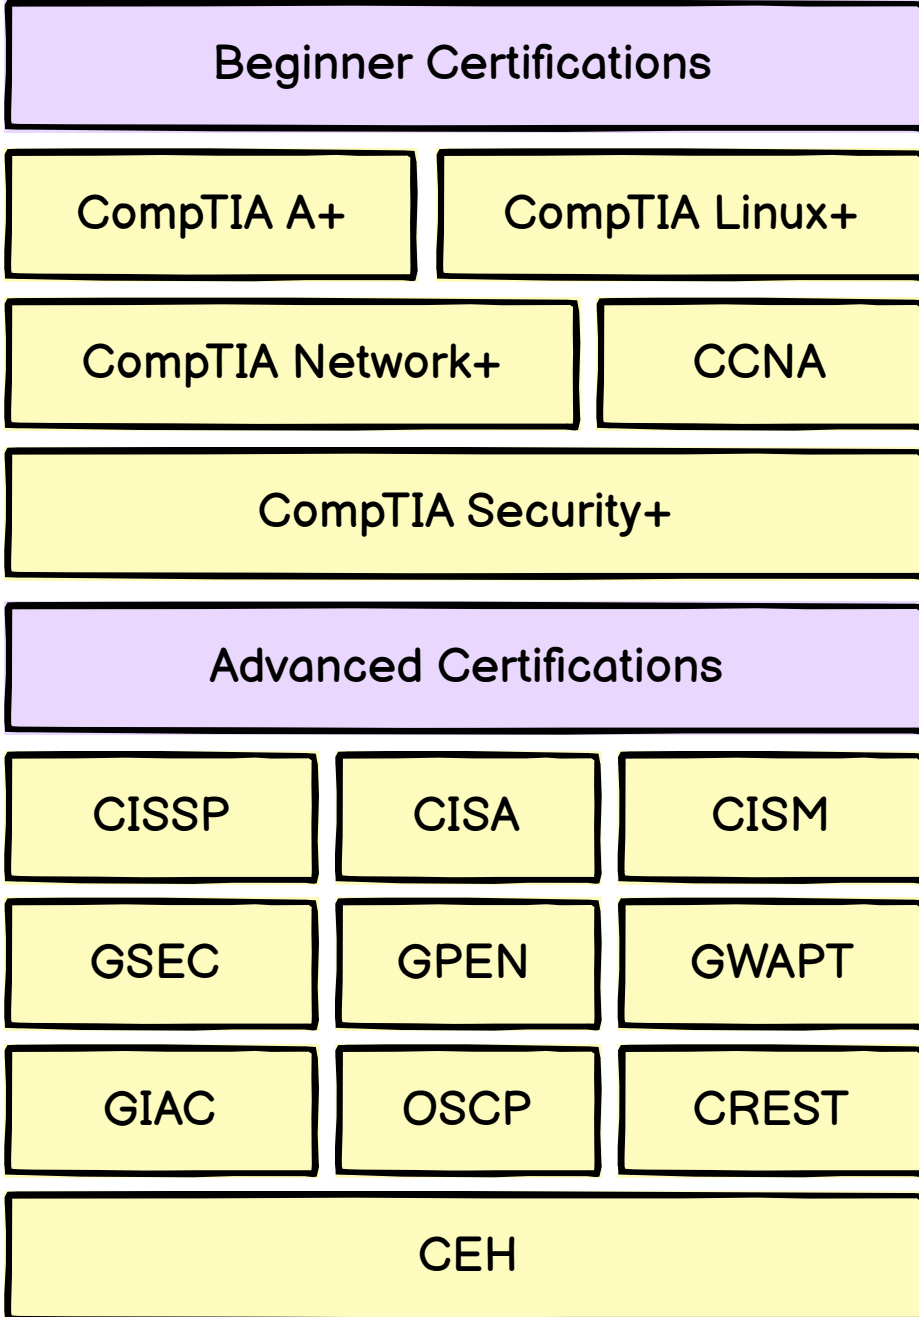 Beginner Certifications
CompTIA A+
CompTIA Linux+
CompTIA Network+
CCNA
CompTIA Security+
Advanced Certifications
CISSP
CISA
CISM
GSEC
GPEN
GWAPT
GIAC
OSCP
CREST
CEH